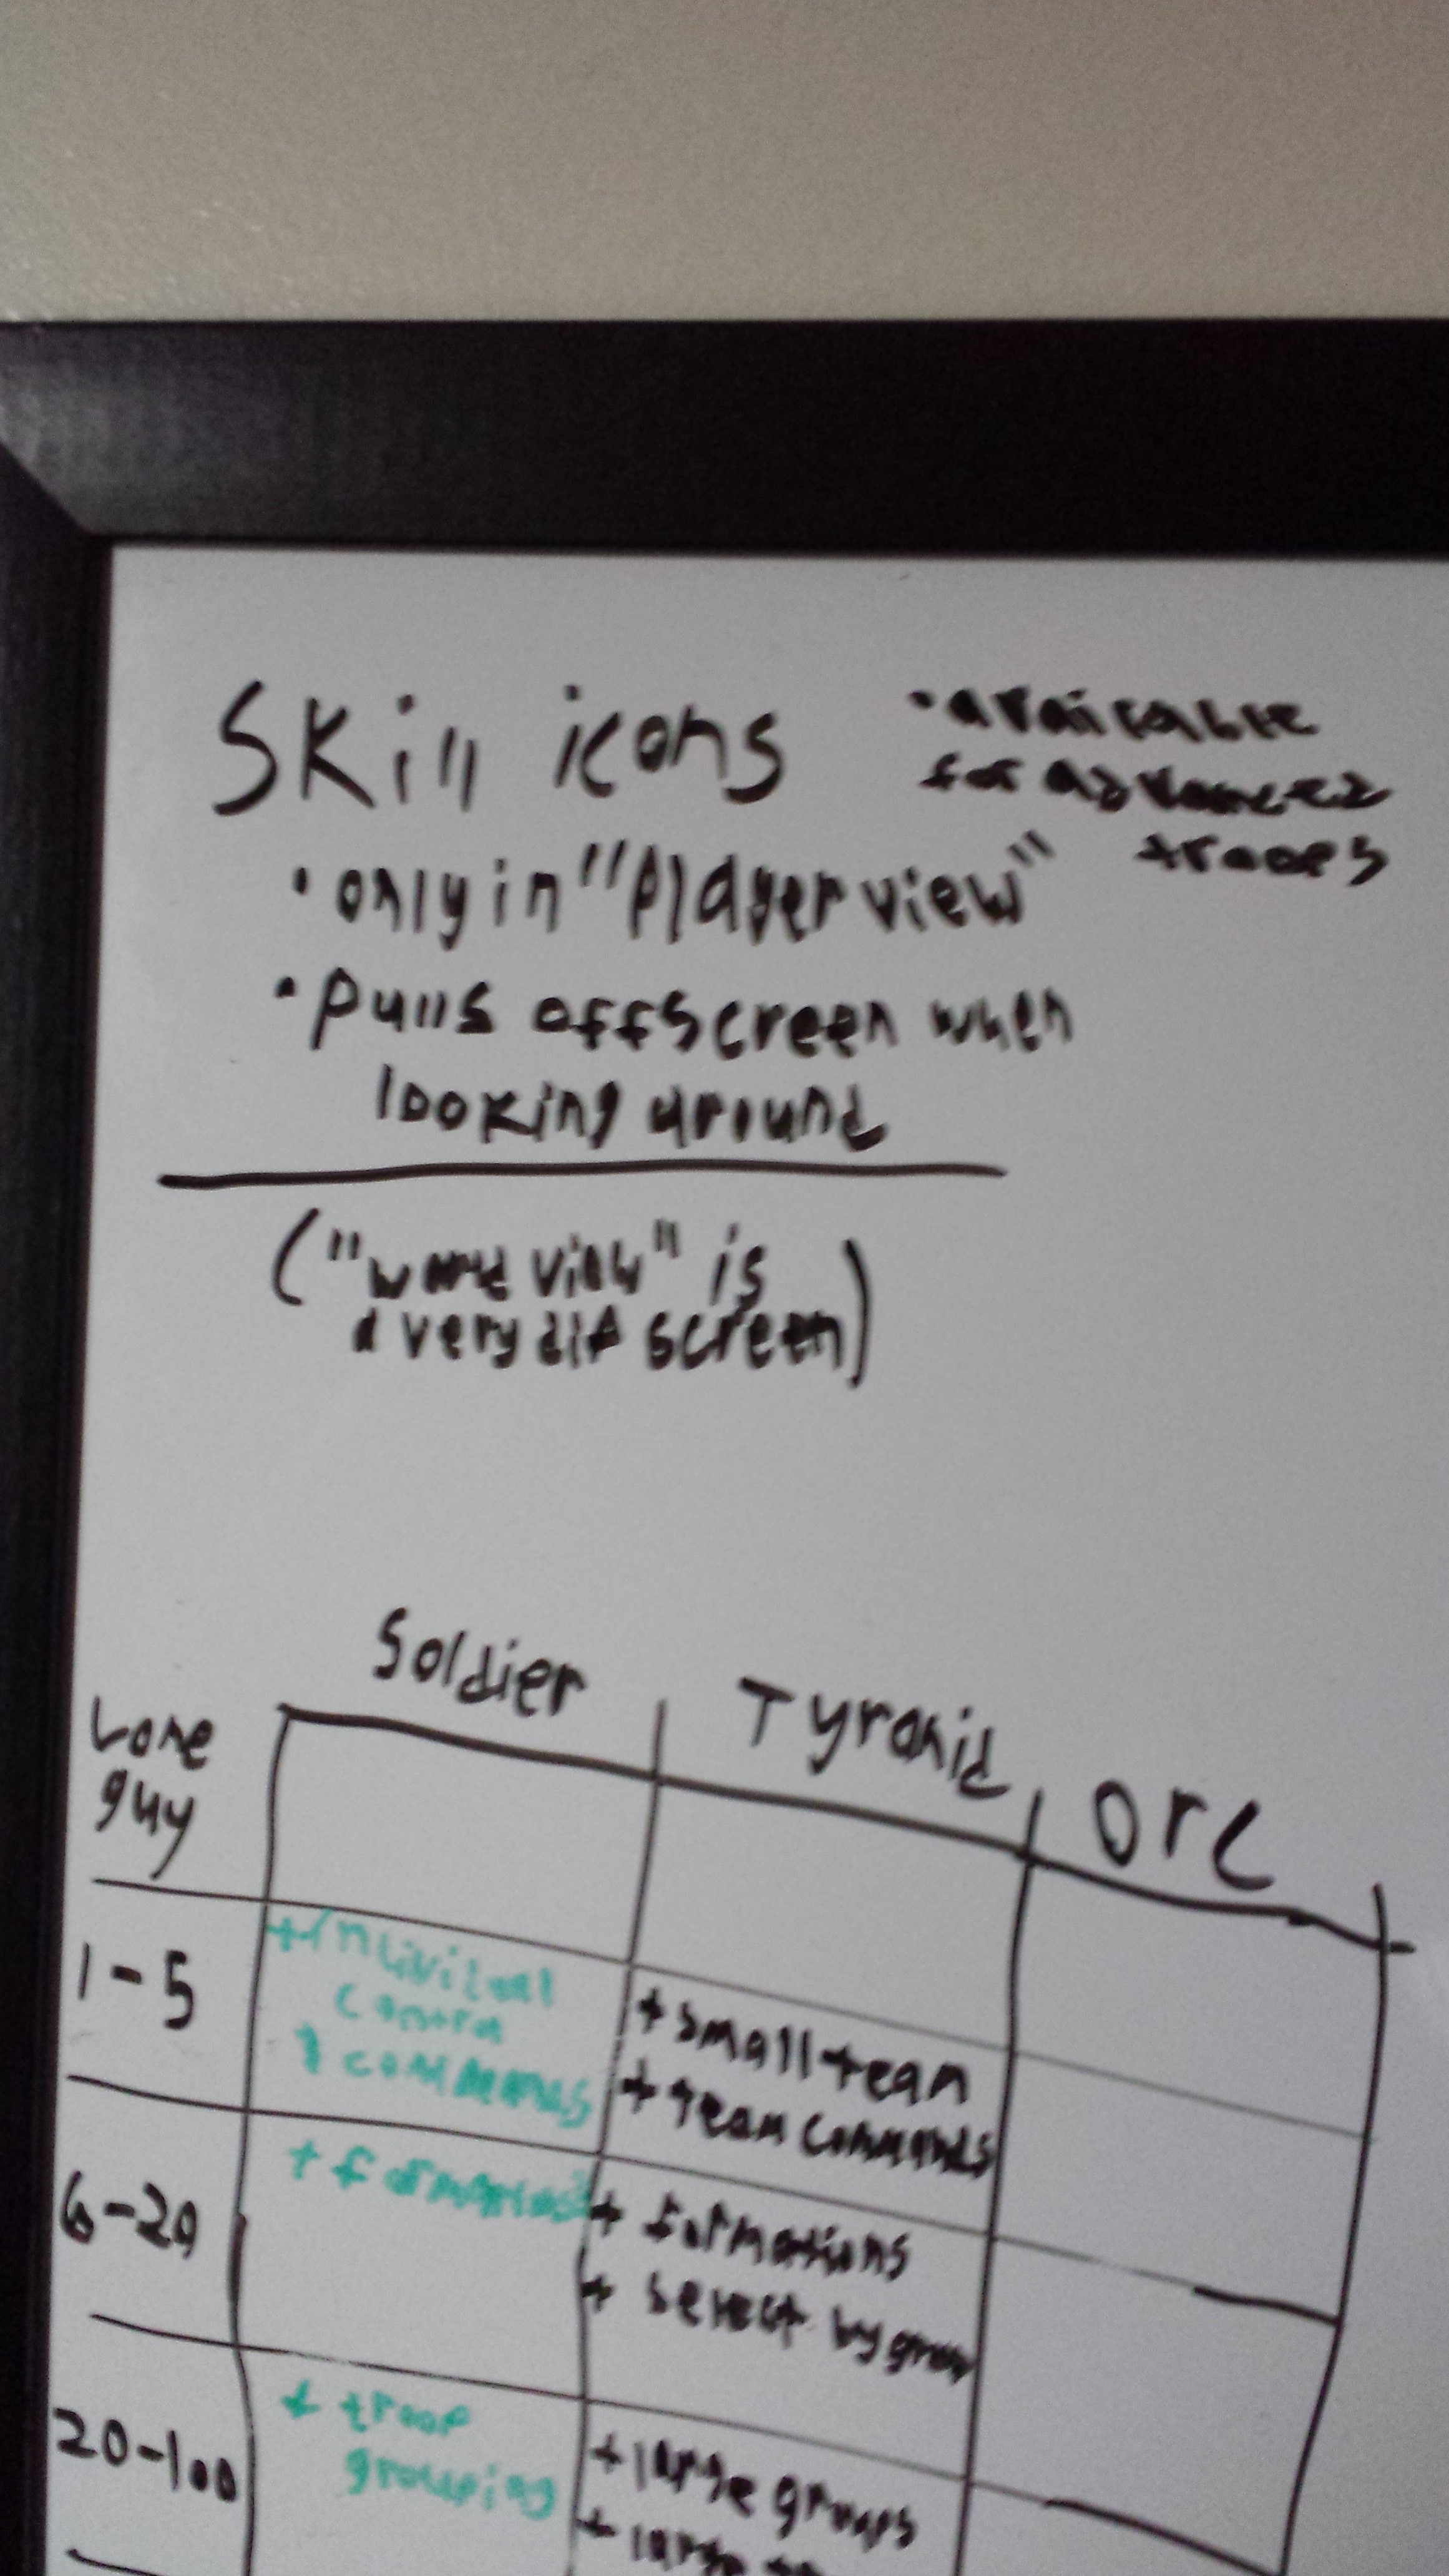 Skill icons
• available
for advanced
troops
• only in "player view"
• pulls offscreen when
looking around
("world view" is
a very dif screen)
Soldier Tyranid Orc
Lone
guy
1-5
+ individual
control
+ commands
+ small team
+ team commands
6-20
+ formations
+ formations
+ select by group
20-100
+ troop
grouping
+ large groups
+ large